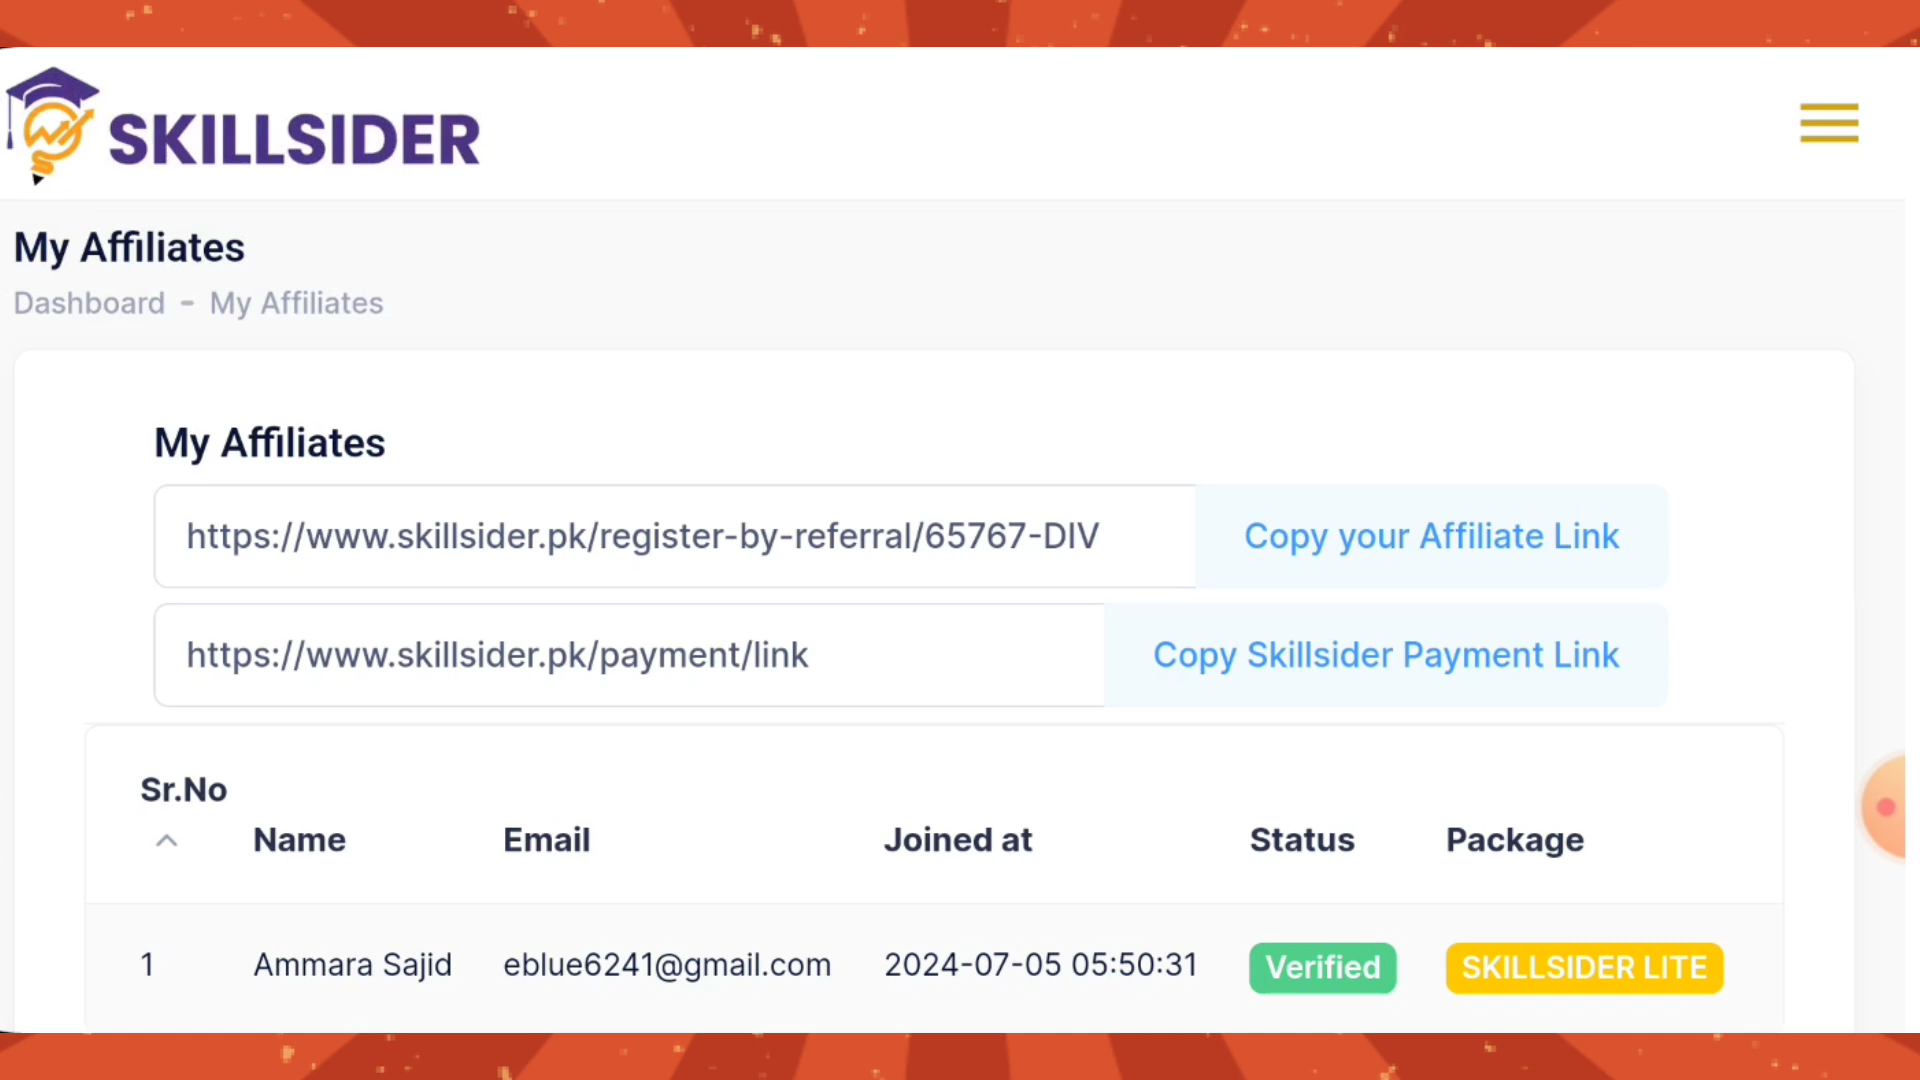 SKILLSIDER
My Affiliates
Dashboard - My Affiliates
My Affiliates
https://www.skillsider.pk/register-by-referral/65767-DIV Copy your Affiliate Link
https://www.skillsider.pk/payment/link Copy Skillsider Payment Link
Sr.No
Name Email Joined at Status Package
1 Ammara Sajid eblue6241@gmail.com 2024-07-05 05:50:31 Verified SKILLSIDER LITE